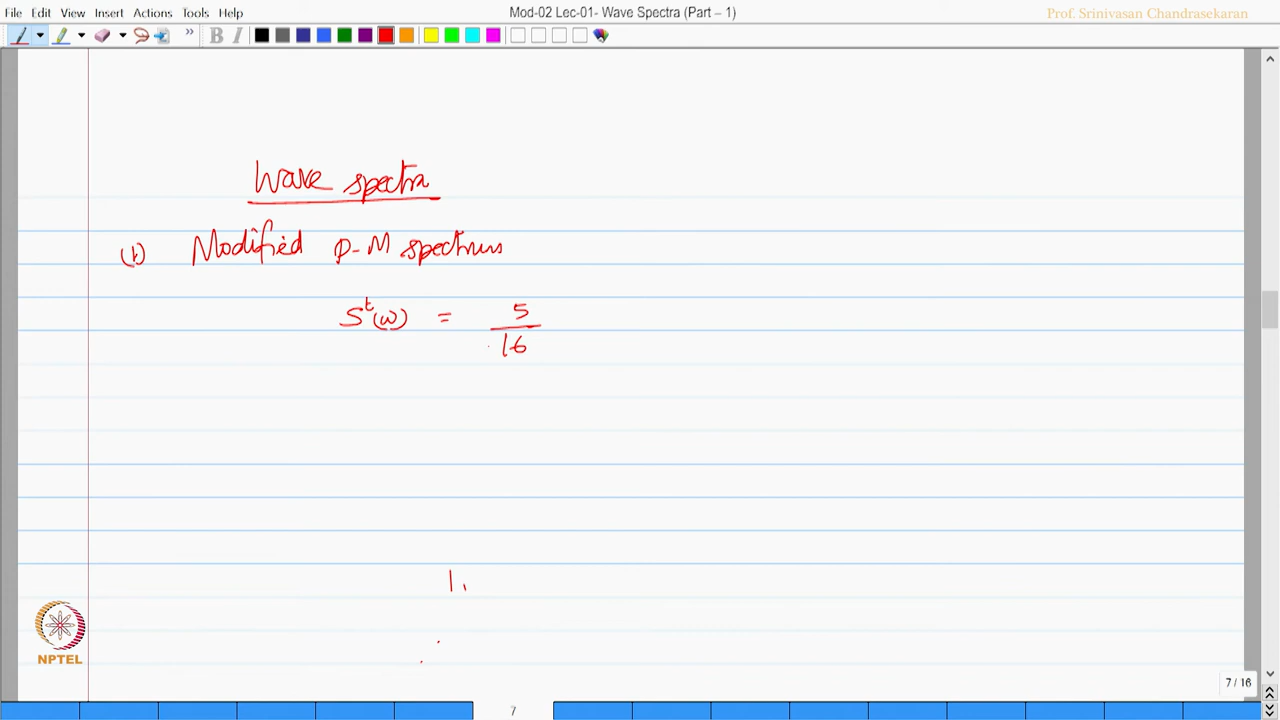 File Edit View Insert Actions Tools Help
Mod-02 Lec-01- Wave Spectra (Part – 1)
Prof. Srinivasan Chandrasekaran
B I
Wave spectra
(1) Modified P-M spectrum
S^t(ω) = 5/16
NPTEL
7 / 16
7